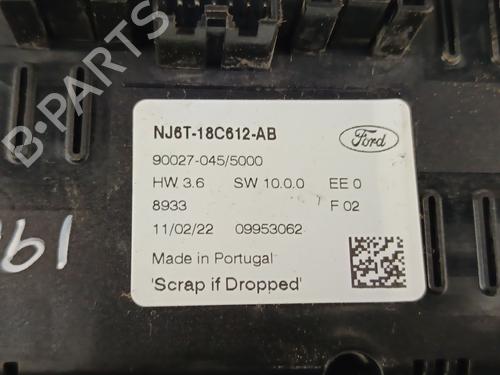 B-PARTS
NJ6T-18C612-AB
Ford
90027-045/5000
HW 3.6 SW 10.0.0 EE 0
8933 F 02
11/02/22 09953062
Made in Portugal
'Scrap if Dropped'